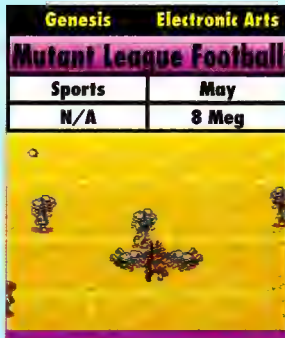 Genesis Electronic Arts
Mutant League Football
Sports May
N/A 8 Meg